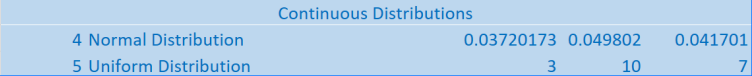 Continuous Distributions
4 Normal Distribution 0.03720173 0.049802 0.041701
5 Uniform Distribution 3 10 7